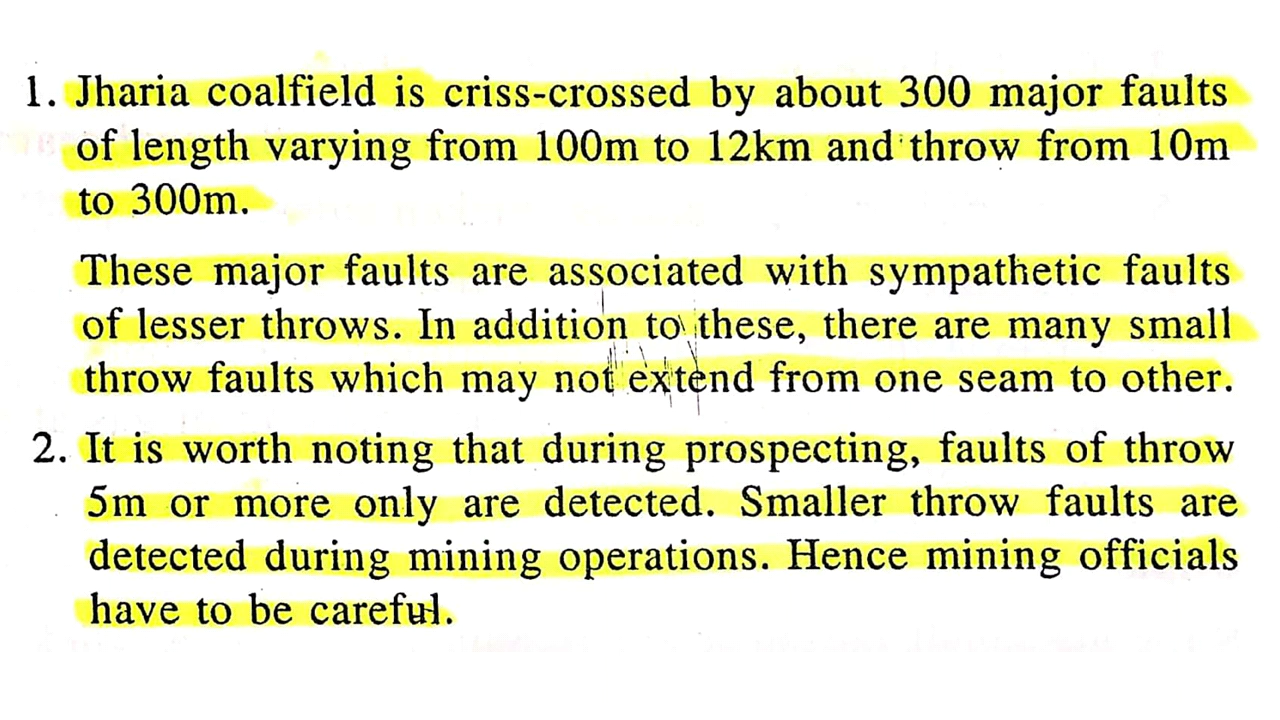 1. Jharia coalfield is criss-crossed by about 300 major faults
of length varying from 100m to 12km and throw from 10m
to 300m.
These major faults are associated with sympathetic faults
of lesser throws. In addition to these, there are many small
throw faults which may not extend from one seam to other.
2. It is worth noting that during prospecting, faults of throw
5m or more only are detected. Smaller throw faults are
detected during mining operations. Hence mining officials
have to be careful.